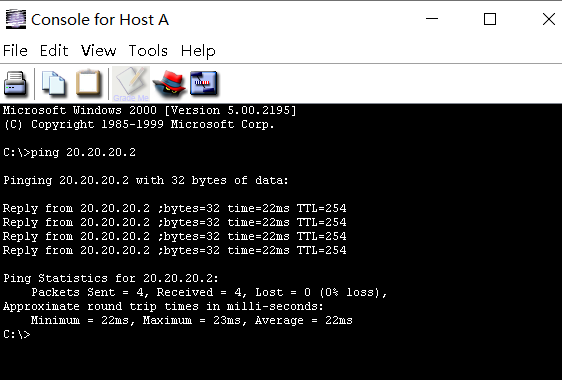 Console for Host A
File Edit View Tools Help
Grade Me
Microsoft Windows 2000 [Version 5.00.2195]
(C) Copyright 1985-1999 Microsoft Corp.
C:\>ping 20.20.20.2
Pinging 20.20.20.2 with 32 bytes of data:
Reply from 20.20.20.2 ;bytes=32 time=22ms TTL=254
Reply from 20.20.20.2 ;bytes=32 time=22ms TTL=254
Reply from 20.20.20.2 ;bytes=32 time=22ms TTL=254
Reply from 20.20.20.2 ;bytes=32 time=22ms TTL=254
Ping Statistics for 20.20.20.2:
Packets Sent = 4, Received = 4, Lost = 0 (0% loss),
Approximate round trip times in milli-seconds:
Minimum = 22ms, Maximum = 23ms, Average = 22ms
C:\>